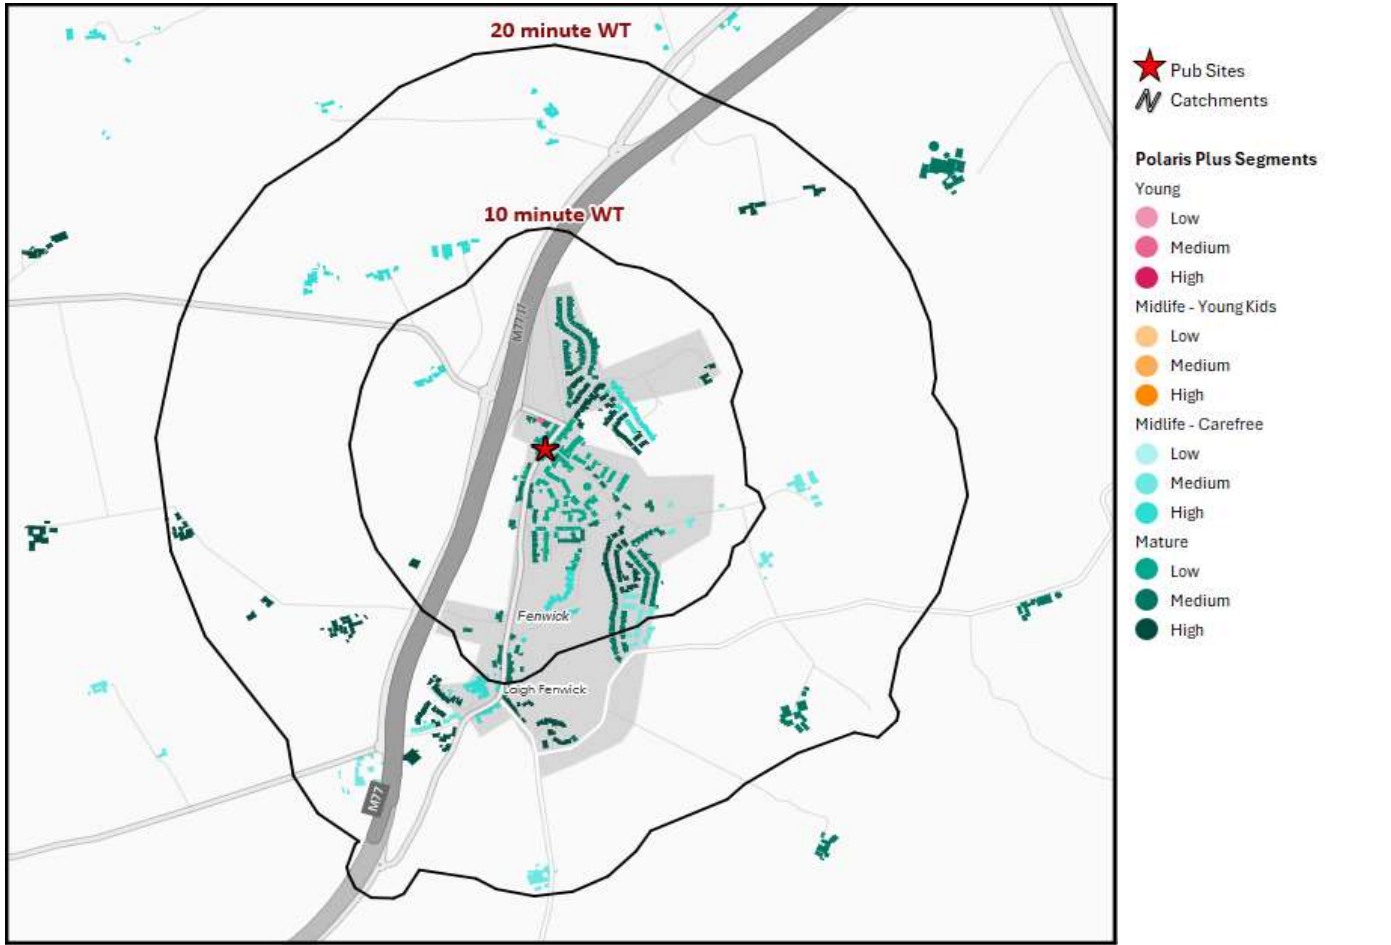 20 minute WT
10 minute WT
M77 J7
Fenwick
Laigh Fenwick
M77
Pub Sites
Catchments
Polaris Plus Segments
Young
Low
Medium
High
Midlife - Young Kids
Low
Medium
High
Midlife - Carefree
Low
Medium
High
Mature
Low
Medium
High